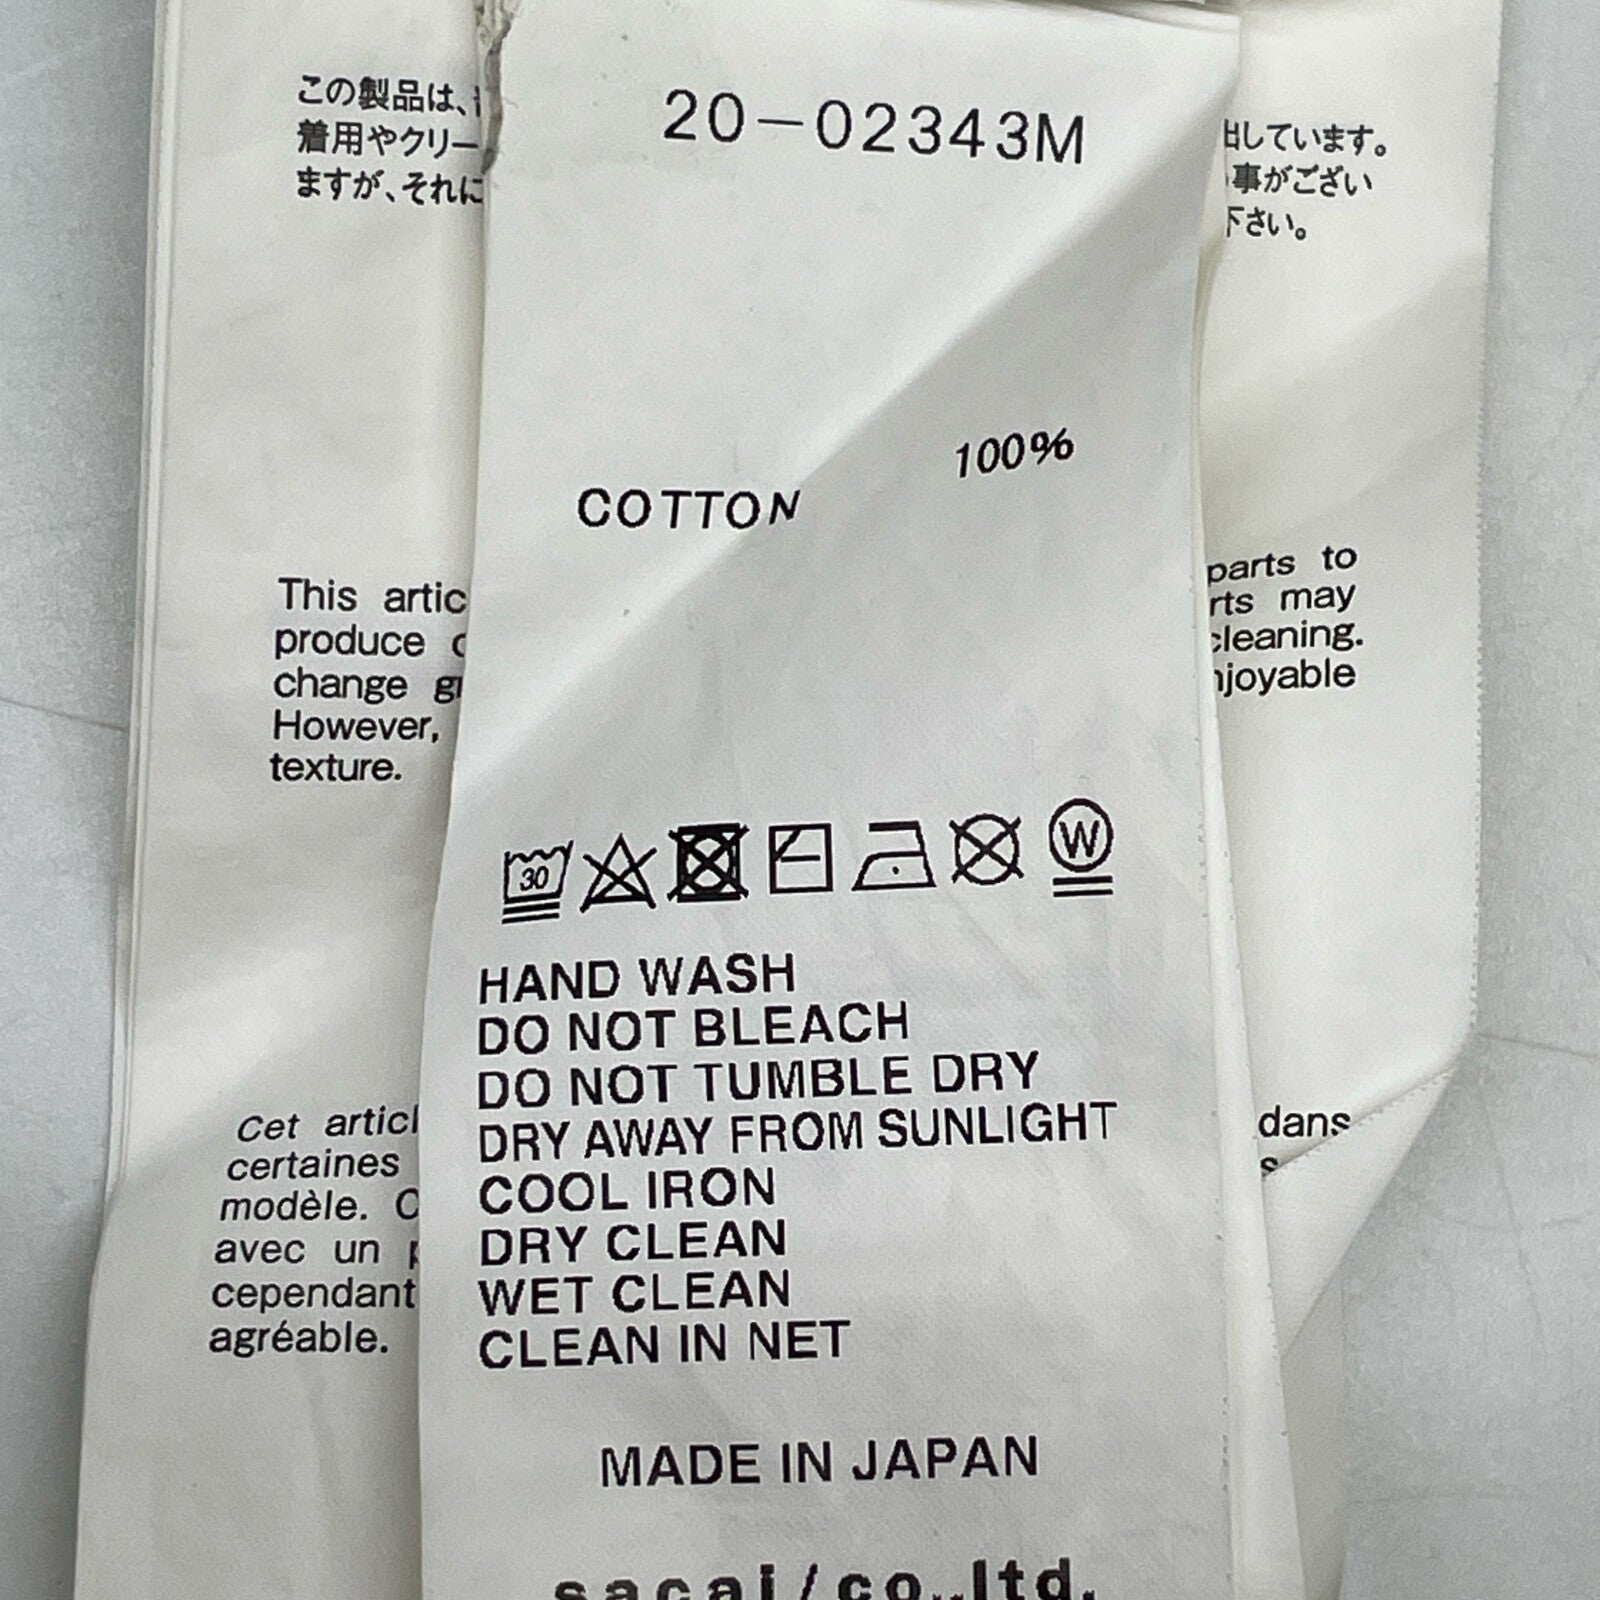 20-02343M
100%
COTTON
30
W
HAND WASH
DO NOT BLEACH
DO NOT TUMBLE DRY
DRY AWAY FROM SUNLIGHT
COOL IRON
DRY CLEAN
WET CLEAN
CLEAN IN NET
MADE IN JAPAN
sacai/co.,ltd.
この製品は、
着用やクリー
ますが、それに
出しています。
事がござい
下さい。
This
produce
change
However,
texture.
parts to
may
cleaning.
Cet
certaines
modèle.
avec un
cependant
agréable.
dans